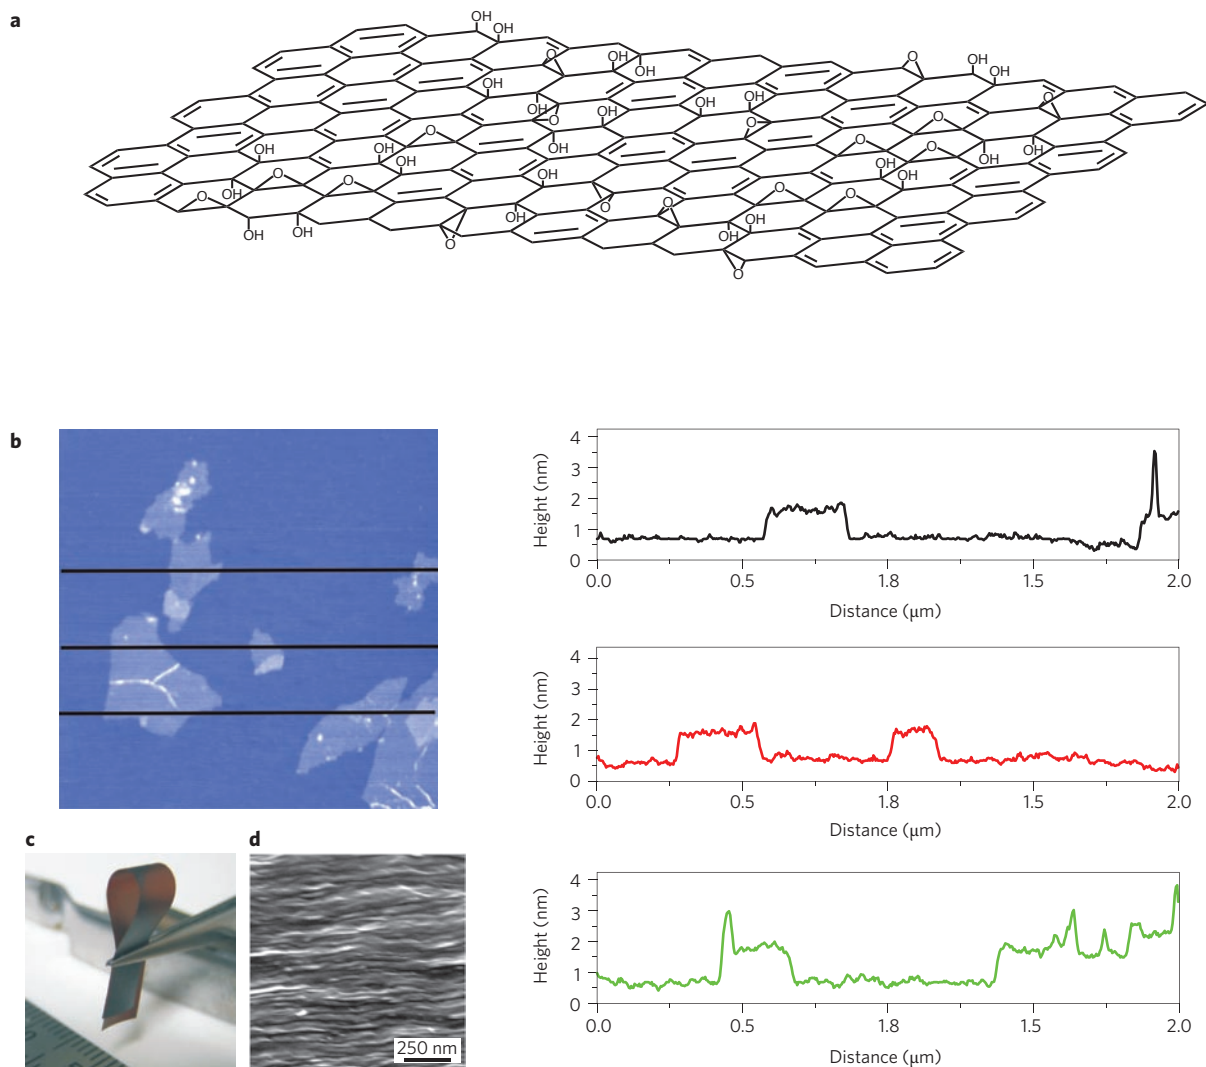 a
OH
OH
O OH O OH
OH OH
OH
OH O
OH OH OH
O O O
O
O
OH OH OH O OH
OH OH OH
O OH OH
O O
O OH O
O O
OH OH
OH OH OH
O
O
b
Height (nm)
4
3
2
1
0
0.0 0.5 1.8 1.5 2.0
Distance (μm)
Height (nm)
4
3
2
1
0
0.0 0.5 1.8 1.5 2.0
Distance (μm)
c
d
250 nm
Height (nm)
4
3
2
1
0
0.0 0.5 1.8 1.5 2.0
Distance (μm)